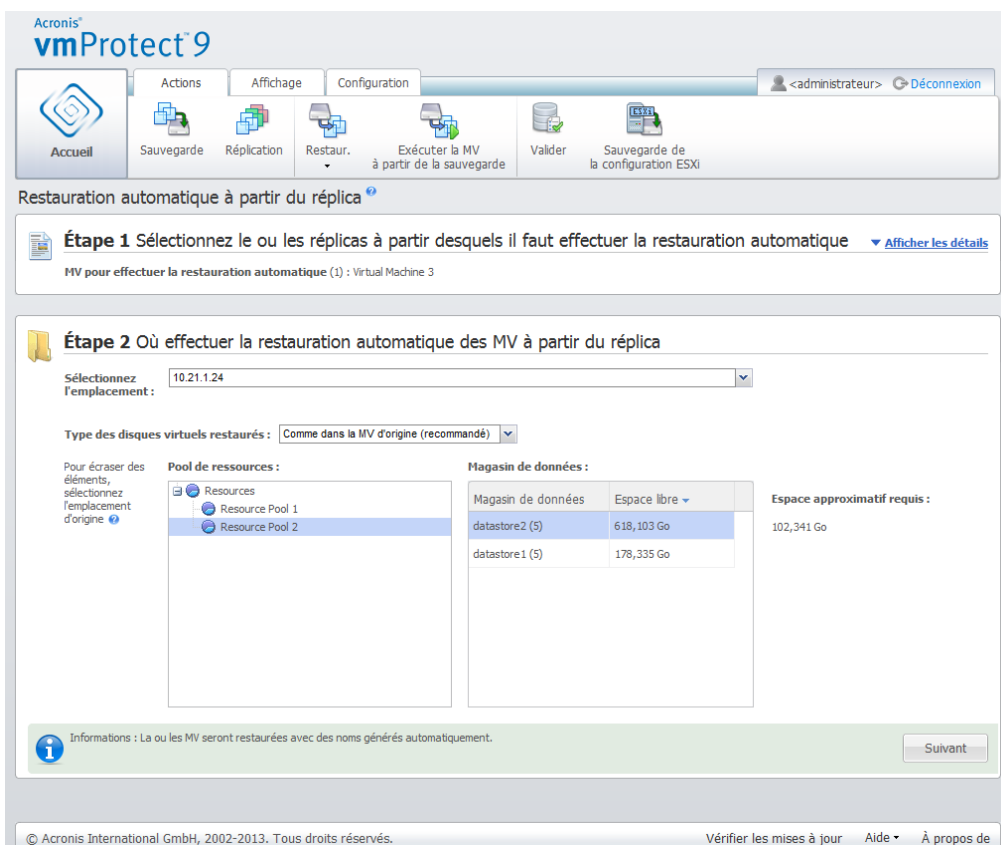 Acronis®
vmProtect™ 9
Actions
Affichage
Configuration
<administrateur>
Déconnexion
Accueil
Sauvegarde
Réplication
Restaur.
Exécuter la MV
à partir de la sauvegarde
Valider
Sauvegarde de
la configuration ESXi
Restauration automatique à partir du réplica
Étape 1 Sélectionnez le ou les réplicas à partir desquels il faut effectuer la restauration automatique
Afficher les détails
MV pour effectuer la restauration automatique (1) : Virtual Machine 3
Étape 2 Où effectuer la restauration automatique des MV à partir du réplica
Sélectionnez
l'emplacement :
10.21.1.24
Type des disques virtuels restaurés :
Comme dans la MV d'origine (recommandé)
Pour écraser des
éléments,
sélectionnez
l'emplacement
d'origine
Pool de ressources :
Resources
Resource Pool 1
Resource Pool 2
Magasin de données :
Magasin de données
Espace libre
datastore2 (5)
618,103 Go
datastore1 (5)
178,335 Go
Espace approximatif requis :
102,341 Go
Informations : La ou les MV seront restaurées avec des noms générés automatiquement.
Suivant
© Acronis International GmbH, 2002-2013. Tous droits réservés.
Vérifier les mises à jour
Aide
À propos de